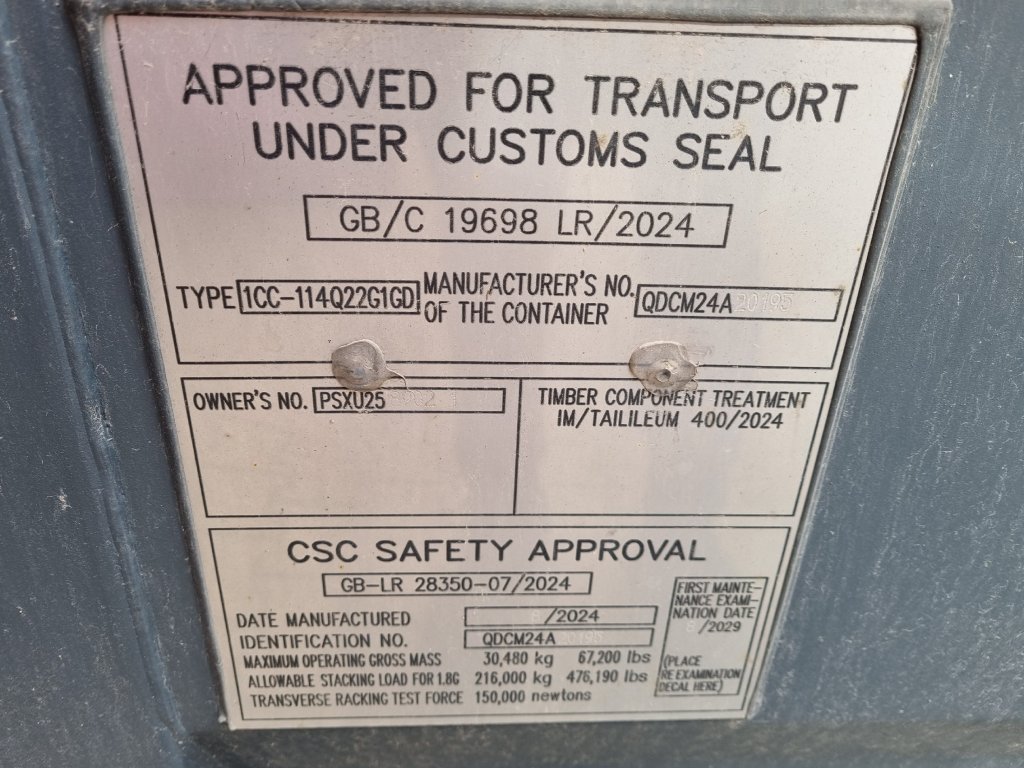 APPROVED FOR TRANSPORT
UNDER CUSTOMS SEAL
GB/C 19698 LR/2024
TYPE 1CC-114Q22G1GD MANUFACTURER'S NO. OF THE CONTAINER QDCM24A 20195
OWNER'S NO. PSXU25
TIMBER COMPONENT TREATMENT
IM/TAILILEUM 400/2024
CSC SAFETY APPROVAL
GB-LR 28350-07/2024
DATE MANUFACTURED /2024
IDENTIFICATION NO. QDCM24A 20195
MAXIMUM OPERATING GROSS MASS 30,480 kg 67,200 lbs
ALLOWABLE STACKING LOAD FOR 1.8G 216,000 kg 476,190 lbs
TRANSVERSE RACKING TEST FORCE 150,000 newtons
FIRST MAINTE-
NANCE EXAMI-
NATION DATE
/2029
(PLACE
RE EXAMINATION
DECAL HERE)